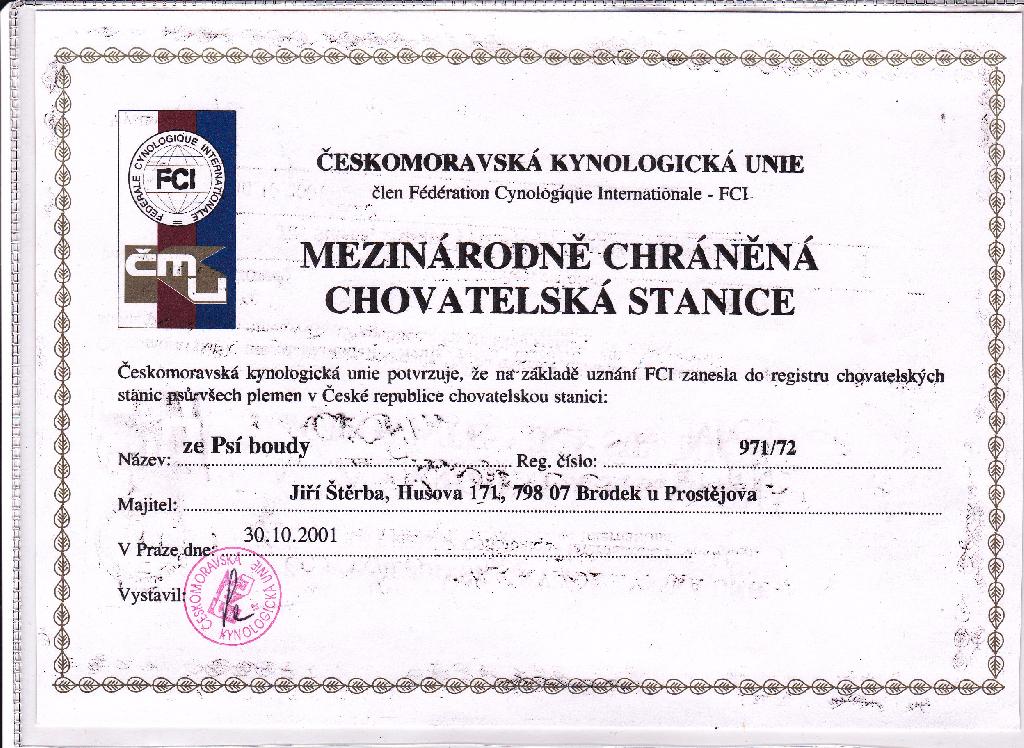 FEDERALE CYNOLOGIQUE INTERNATIONALE
FCI
čmu
ČESKOMORAVSKÁ KYNOLOGICKÁ UNIE
člen Fédération Cynologique Internationale - FCI
MEZINÁRODNĚ CHRÁNĚNÁ
CHOVATELSKÁ STANICE
Českomoravská kynologická unie potvrzuje, že na základě uznání FCI zanesla do registru chovatelských
stanic psů všech plemen v České republice chovatelskou stanici:
Název: ze Psí boudy Reg. číslo: 971/72
Majitel: Jiří Štěrba, Husova 171, 798 07 Brodek u Prostějova
V Praze dne: 30.10.2001
Vystavil:
ČESKOMORAVSKÁ KYNOLOGICKÁ UNIE